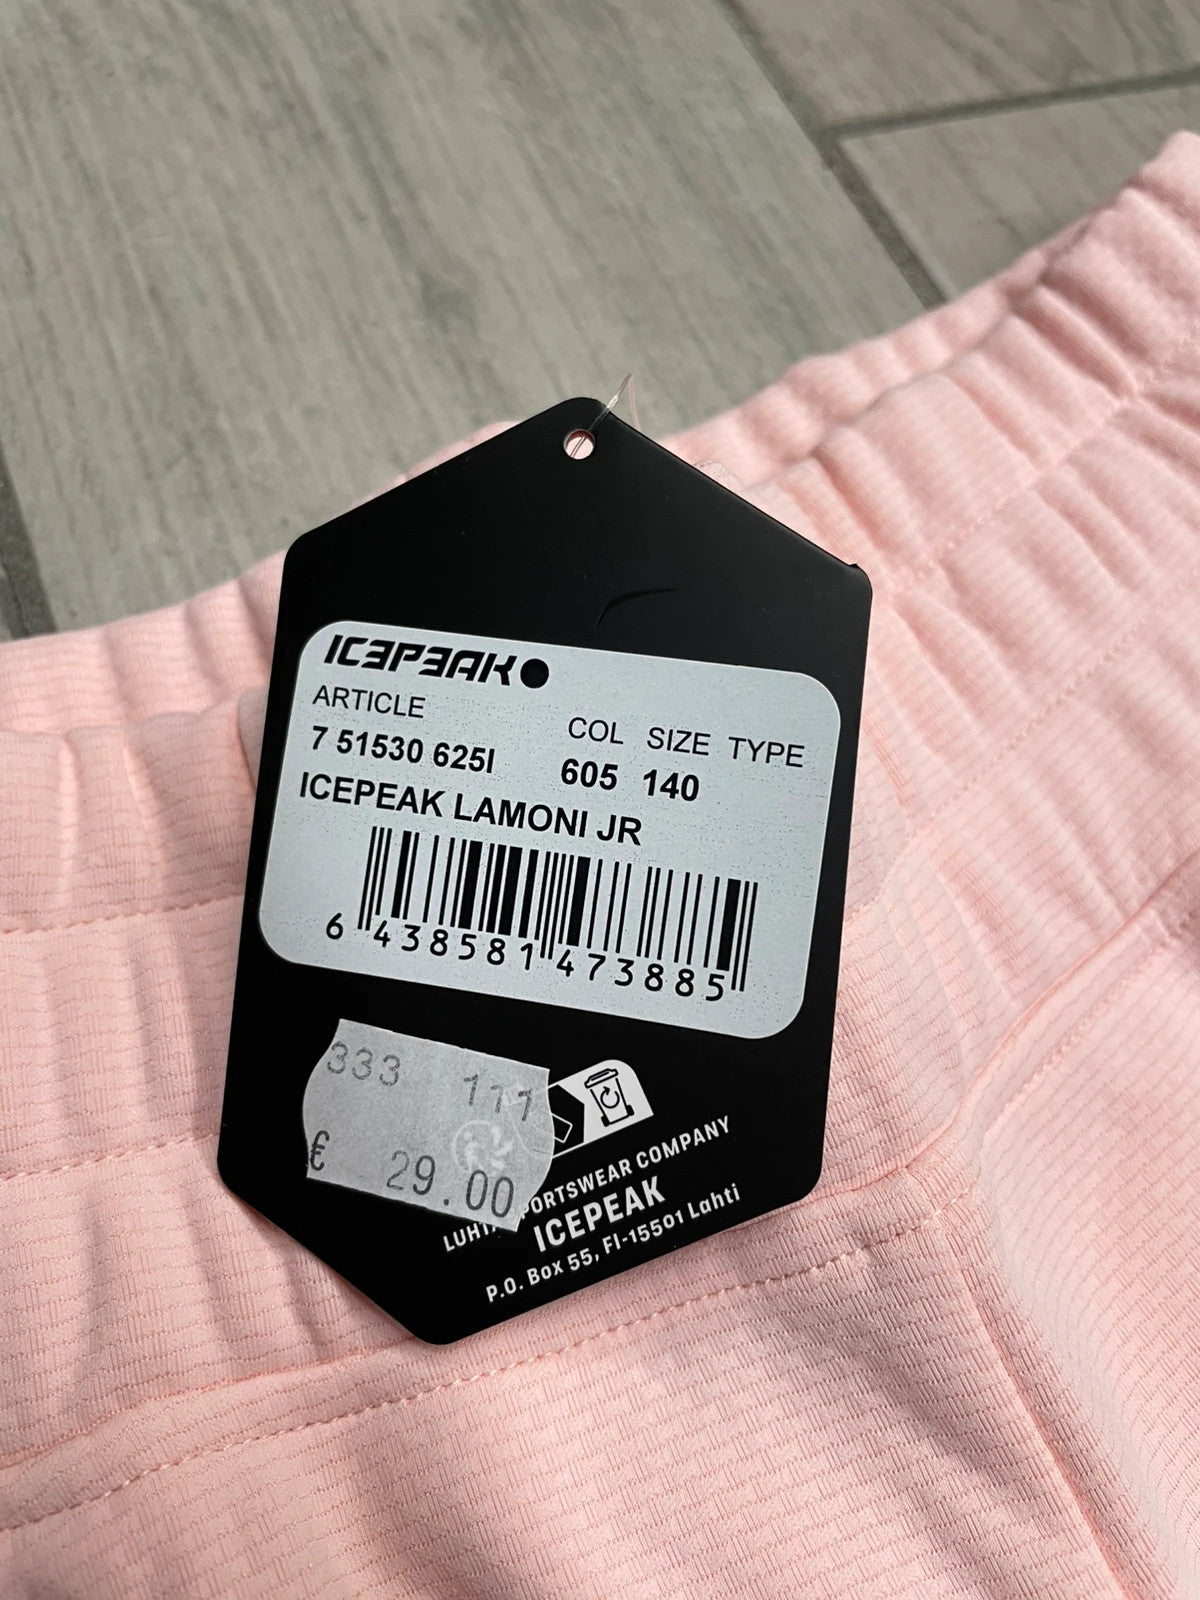 ICEPEAK
ARTICLE COL SIZE TYPE
7 51530 625I 605 140
ICEPEAK LAMONI JR
6 438581 473885
333 111
€ 29.00
SPORTSWEAR COMPANY
ICEPEAK
P.O. Box 55, FI-15501 Lahti